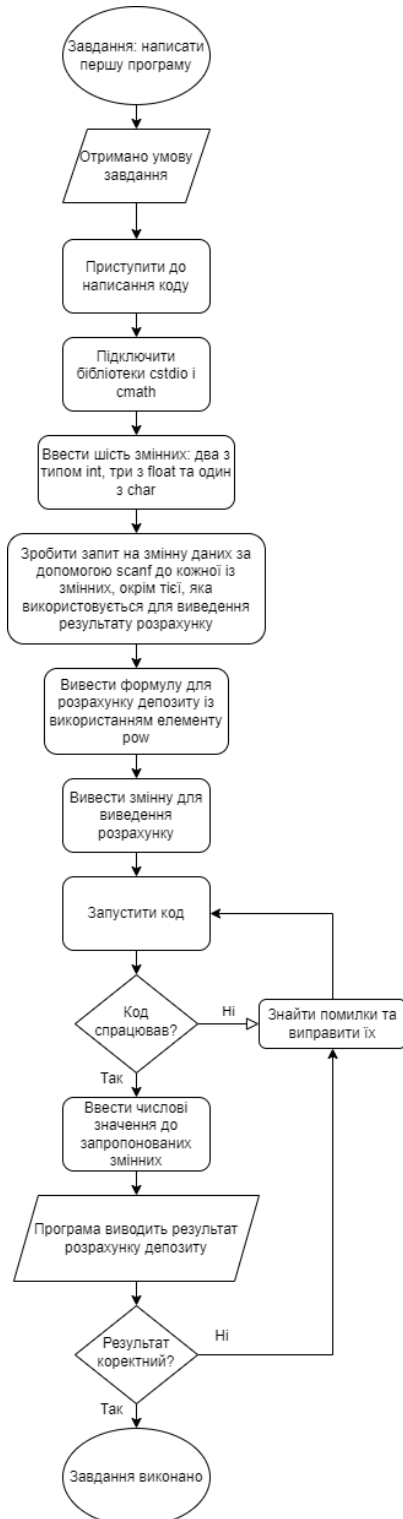 Завдання: написати
першу програму
Отримано умову
завдання
Приступити до
написання коду
Підключити
бібліотеки cstdio і
cmath
Ввести шість змінних: два з
типом int, три з float та один
з char
Зробити запит на змінну даних за
допомогою scanf до кожної із
змінних, окрім тієї, яка
використовується для виведення
результату розрахунку
Вивести формулу для
розрахунку депозиту із
використанням елементу
pow
Вивести змінну для
виведення
розрахунку
Запустити код
Код
спрацював?
Ні
Знайти помилки та
виправити їх
Так
Ввести числові
значення до
запропонованих
змінних
Програма виводить результат
розрахунку депозиту
Результат
коректний?
Ні
Так
Завдання виконано